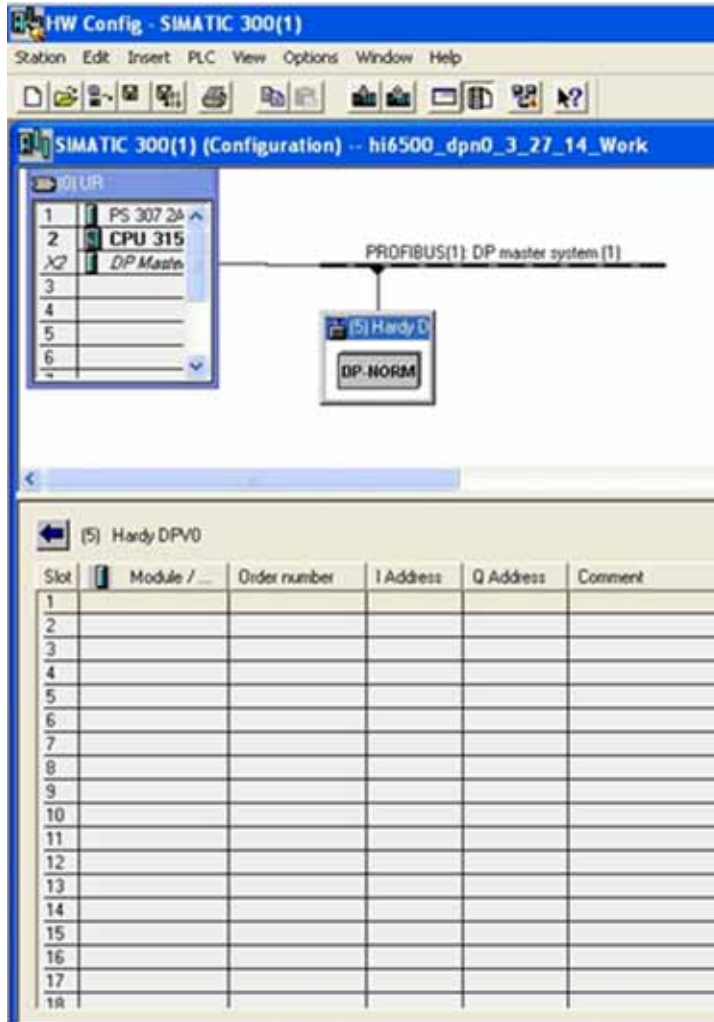 HW Config - SIMATIC 300(1)
Station Edit Insert PLC View Options Window Help
SIMATIC 300(1) (Configuration) -- hi6500_dpn0_3_27_14_Work
(0) UR
1 PS 307 2A
2 CPU 315
X2 DP Maste
3
4
5
6
PROFIBUS(1): DP master system (1)
(5) Hardy D
DP-NORM
(5) Hardy DPV0
Slot Module / ... Order number I Address Q Address Comment
1
2
3
4
5
6
7
8
9
10
11
12
13
14
15
16
17
18